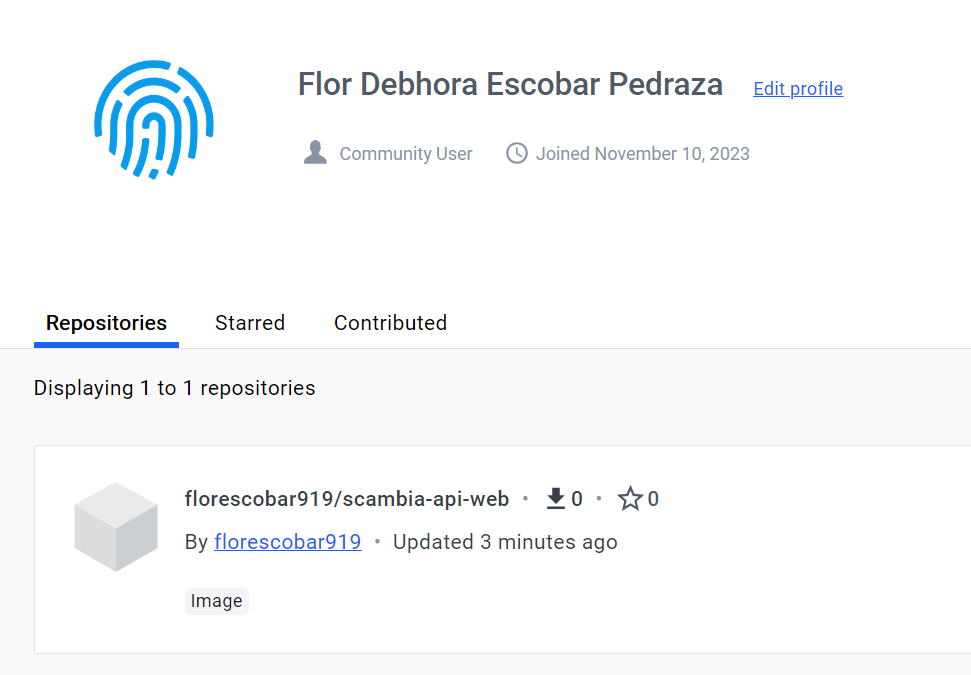 Flor Debhora Escobar Pedraza Edit profile
Community User Joined November 10, 2023
Repositories Starred Contributed
Displaying 1 to 1 repositories
florescobar919/scambia-api-web • 0 • 0
By florescobar919 • Updated 3 minutes ago
Image